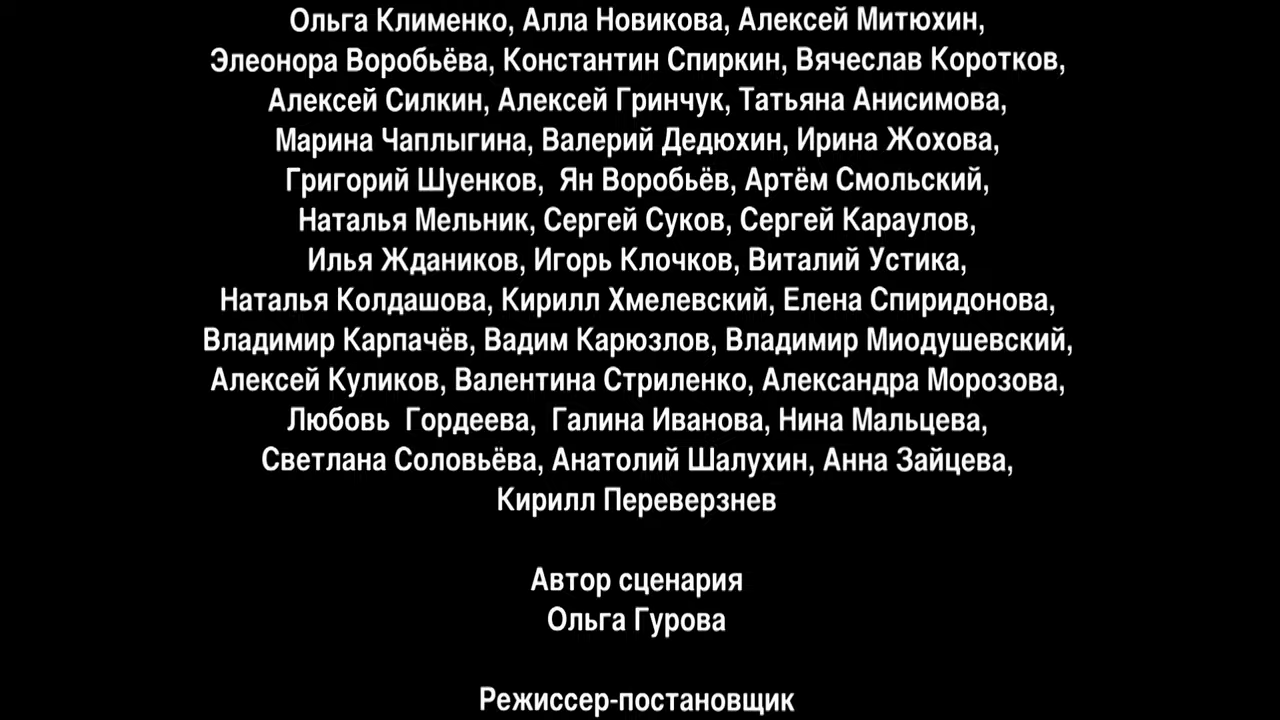 Ольга Клименко, Алла Новикова, Алексей Митюхин,
Элеонора Воробьёва, Константин Спиркин, Вячеслав Коротков,
Алексей Силкин, Алексей Гринчук, Татьяна Анисимова,
Марина Чаплыгина, Валерий Дедюхин, Ирина Жохова,
Григорий Шуенков, Ян Воробьёв, Артём Смольский,
Наталья Мельник, Сергей Суков, Сергей Караулов,
Илья Ждаников, Игорь Клочков, Виталий Устика,
Наталья Колдашова, Кирилл Хмелевский, Елена Спиридонова,
Владимир Карпачёв, Вадим Карюзлов, Владимир Миодушевский,
Алексей Куликов, Валентина Стриленко, Александра Морозова,
Любовь Гордеева, Галина Иванова, Нина Мальцева,
Светлана Соловьёва, Анатолий Шалухин, Анна Зайцева,
Кирилл Переверзнев
Автор сценария
Ольга Гурова
Режиссер-постановщик